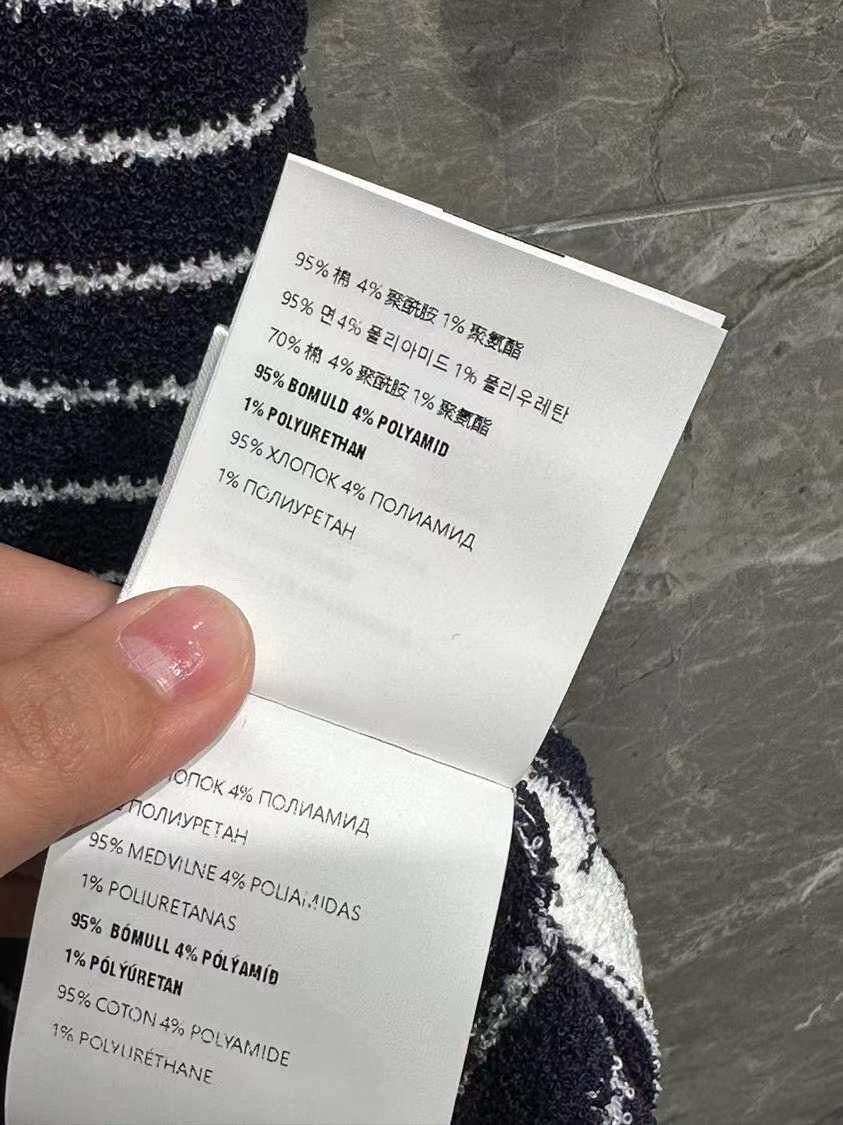 95% 棉 4% 聚酰胺 1% 聚氨酯
95% 면 4% 폴리아미드 1% 폴리우레탄
70% 棉 4% 聚酰胺 1% 聚氨酯
95% BOMULD 4% POLYAMID
1% POLYURETHAN
95% ХЛОПОК 4% ПОЛИАМИД
1% ПОЛИУРЕТАН
4% ПОЛИАМИД
ПОЛИУРЕТАН
95% MEDVILNE 4% POLIAMIDAS
1% POLIURETANAS
95% BÓMULL 4% PÓLÝAMÍÐ
1% PÓLÝÚRETAN
95% COTON 4% POLYAMIDE
1% POLYURÉTHANE